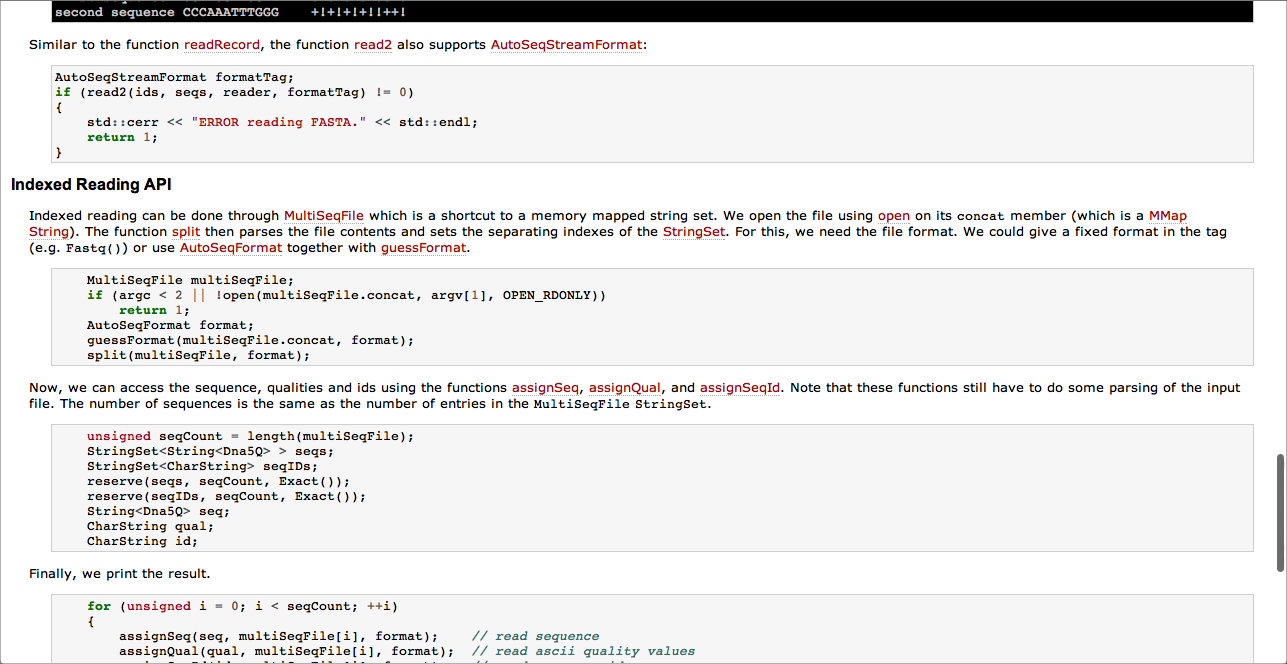 second sequence CCCAAATTTGGG    +!+!+!+!!++!
Similar to the function readRecord, the function read2 also supports AutoSeqStreamFormat:
AutoSeqStreamFormat formatTag;
if (read2(ids, seqs, reader, formatTag) != 0)
{
    std::cerr << "ERROR reading FASTA." << std::endl;
    return 1;
}
Indexed Reading API
Indexed reading can be done through MultiSeqFile which is a shortcut to a memory mapped string set. We open the file using open on its concat member (which is a MMap
String). The function split then parses the file contents and sets the separating indexes of the StringSet. For this, we need the file format. We could give a fixed format in the tag
(e.g. Fastq()) or use AutoSeqFormat together with guessFormat.
    MultiSeqFile multiSeqFile;
    if (argc < 2 || !open(multiSeqFile.concat, argv[1], OPEN_RDONLY))
        return 1;
    AutoSeqFormat format;
    guessFormat(multiSeqFile.concat, format);
    split(multiSeqFile, format);
Now, we can access the sequence, qualities and ids using the functions assignSeq, assignQual, and assignSeqId. Note that these functions still have to do some parsing of the input
file. The number of sequences is the same as the number of entries in the MultiSeqFile StringSet.
    unsigned seqCount = length(multiSeqFile);
    StringSet<String<Dna5Q> > seqs;
    StringSet<CharString> seqIDs;
    reserve(seqs, seqCount, Exact());
    reserve(seqIDs, seqCount, Exact());
    String<Dna5Q> seq;
    CharString qual;
    CharString id;
Finally, we print the result.
    for (unsigned i = 0; i < seqCount; ++i)
    {
        assignSeq(seq, multiSeqFile[i], format);    // read sequence
        assignQual(qual, multiSeqFile[i], format);  // read ascii quality values